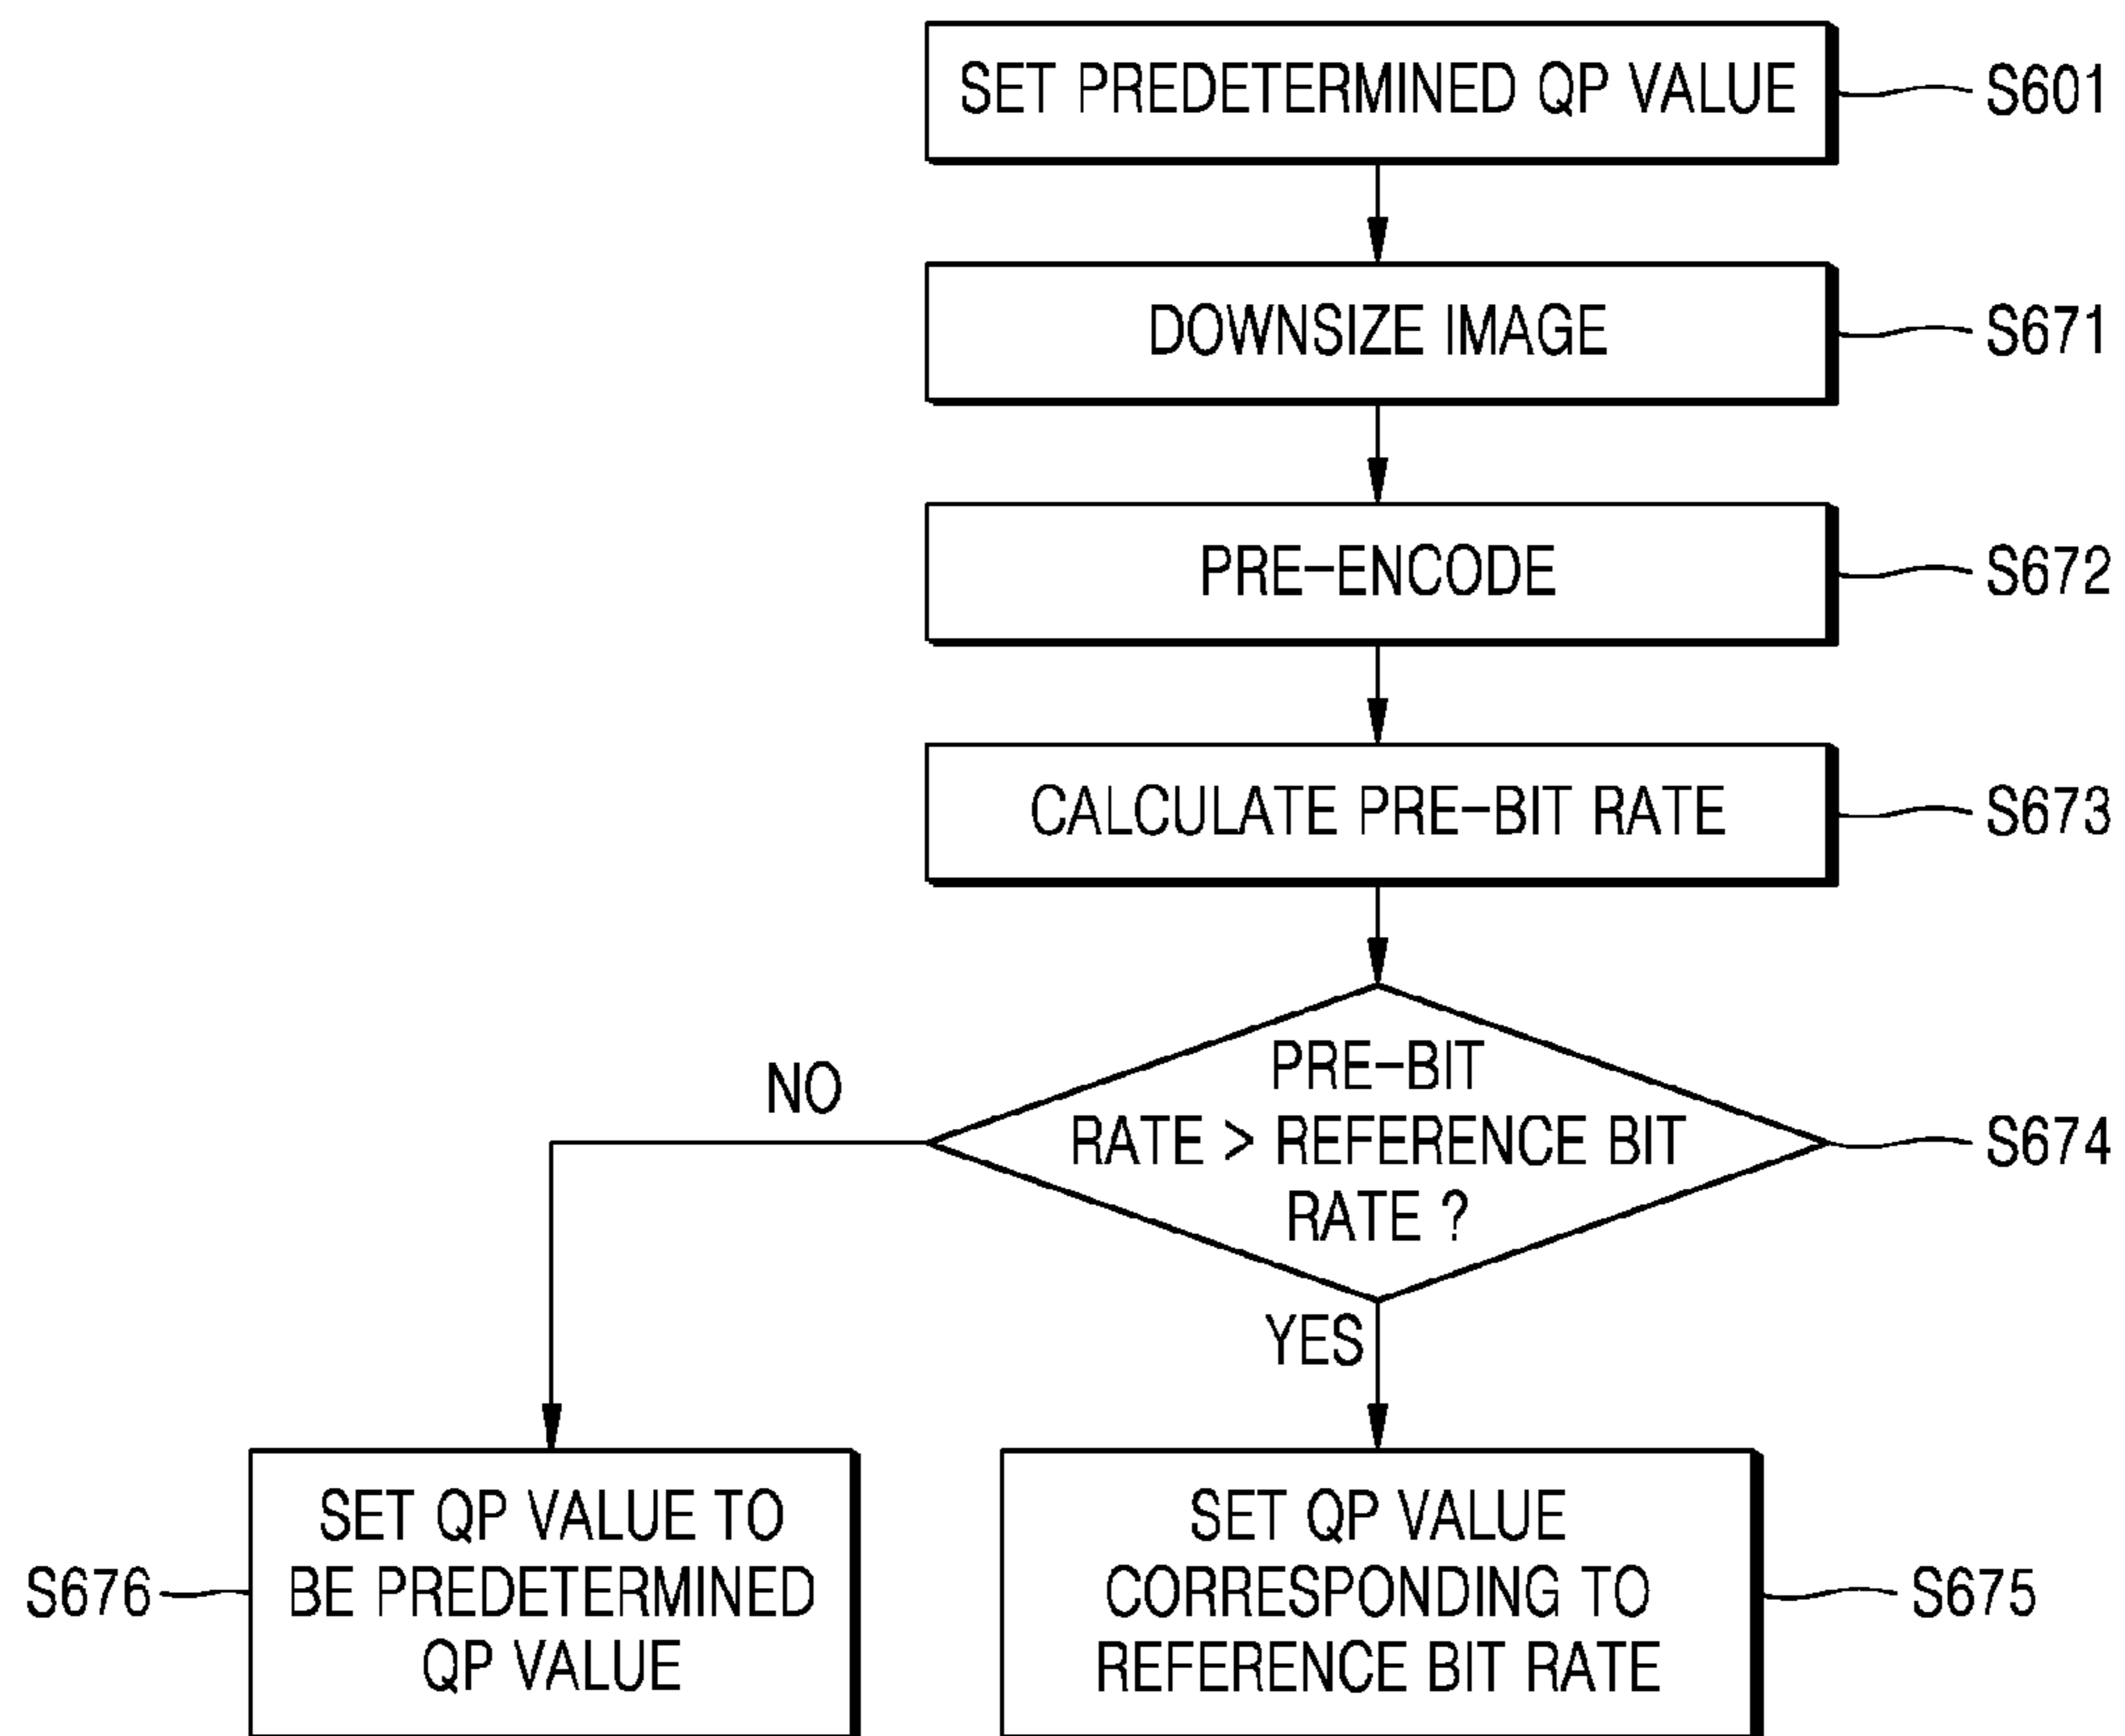 SET PREDETERMINED QP VALUE
S601
DOWNSIZE IMAGE
S671
PRE-ENCODE
S672
CALCULATE PRE-BIT RATE
S673
PRE-BIT
RATE > REFERENCE BIT
RATE ?
S674
NO
YES
S676
SET QP VALUE TO
BE PREDETERMINED
QP VALUE
SET QP VALUE
CORRESPONDING TO
REFERENCE BIT RATE
S675